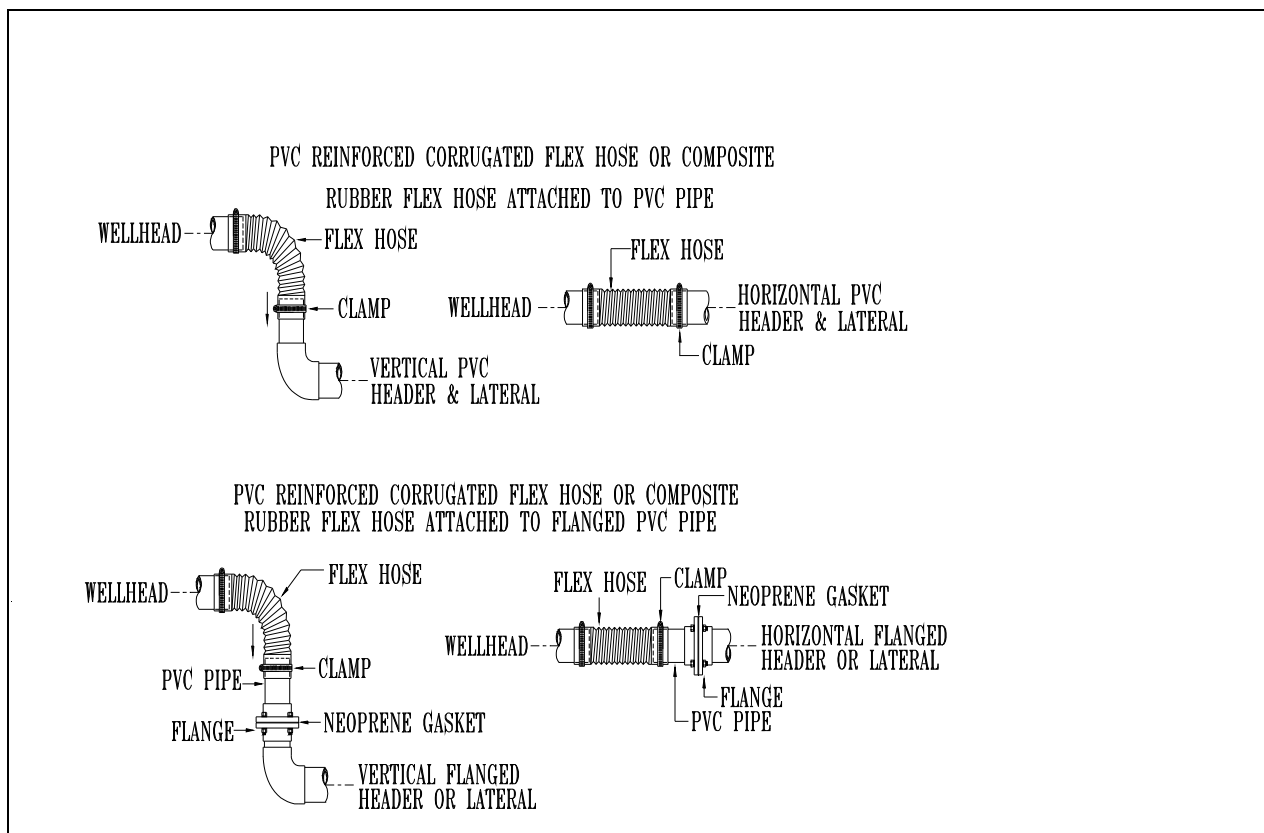 PVC REINFORCED CORRUGATED FLEX HOSE OR COMPOSITE
RUBBER FLEX HOSE ATTACHED TO PVC PIPE
WELLHEAD
FLEX HOSE
CLAMP
VERTICAL PVC
HEADER & LATERAL
FLEX HOSE
WELLHEAD
HORIZONTAL PVC
HEADER & LATERAL
CLAMP
PVC REINFORCED CORRUGATED FLEX HOSE OR COMPOSITE
RUBBER FLEX HOSE ATTACHED TO FLANGED PVC PIPE
WELLHEAD
FLEX HOSE
CLAMP
PVC PIPE
FLANGE
NEOPRENE GASKET
VERTICAL FLANGED
HEADER OR LATERAL
FLEX HOSE
CLAMP
NEOPRENE GASKET
WELLHEAD
HORIZONTAL FLANGED
HEADER OR LATERAL
FLANGE
PVC PIPE